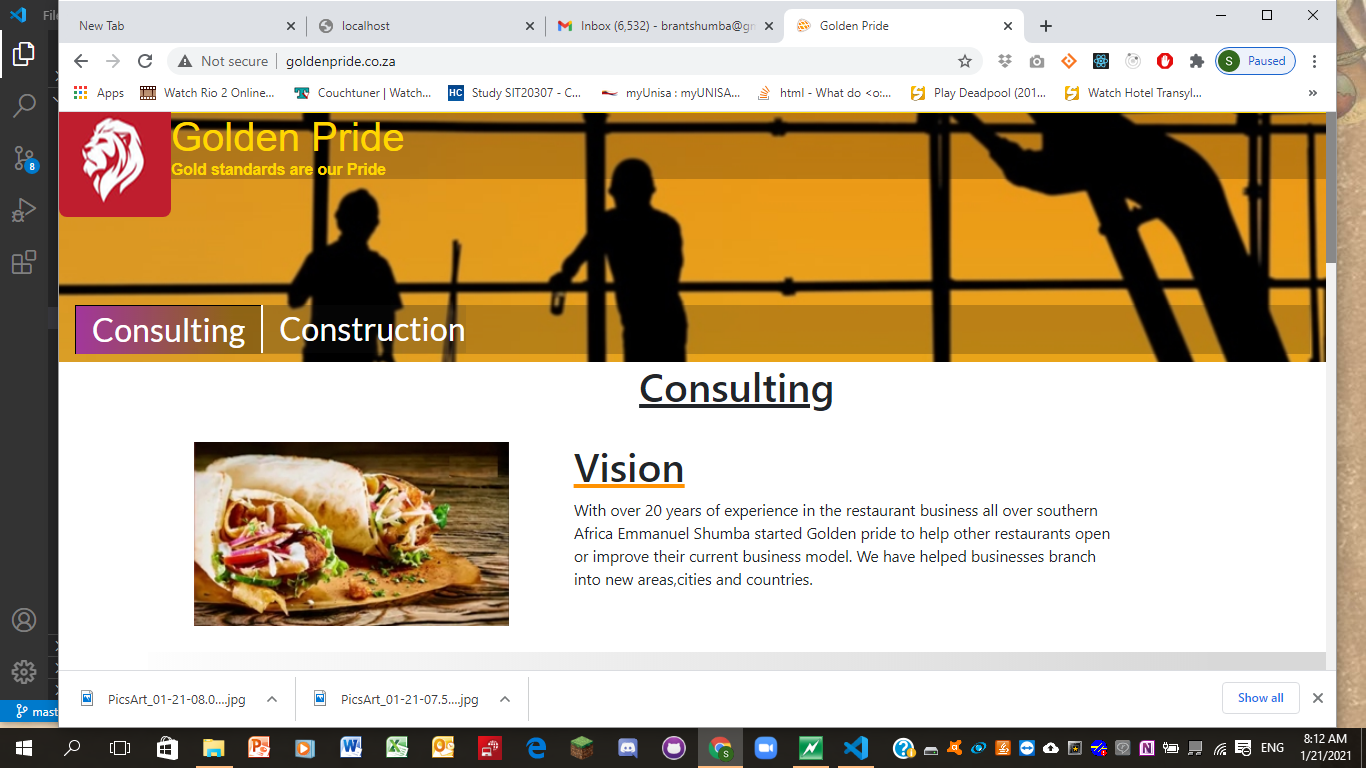 File
New Tab
localhost
Inbox (6,532) - brantshumba@gm
Golden Pride
Not secure
goldenpride.co.za
S
Paused
Apps
Watch Rio 2 Online...
Couchtuner | Watch...
HC
Study SIT20307 - C...
myUnisa : myUNISA...
html - What do <o:...
Play Deadpool (201...
Watch Hotel Transyl...
»
Golden Pride
Gold standards are our Pride
8
Consulting
Construction
Consulting
Vision
With over 20 years of experience in the restaurant business all over southern
Africa Emmanuel Shumba started Golden pride to help other restaurants open
or improve their current business model. We have helped businesses branch
into new areas,cities and countries.
PicsArt_01-21-08.0....jpg
PicsArt_01-21-07.5....jpg
Show all
mast
ENG
8:12 AM
1/21/2021